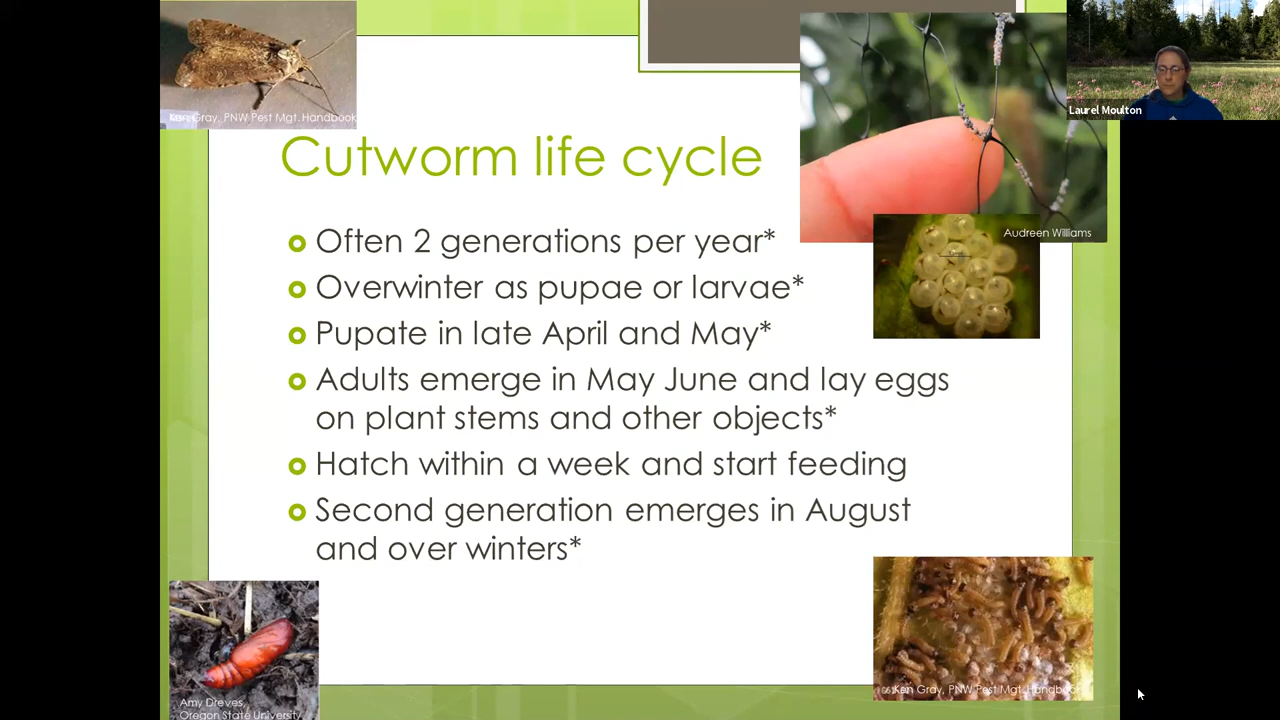 Gray, PNW Pest Mgt. Handbook
Laurel Moulton
Cutworm life cycle
Audreen Williams
Often 2 generations per year*
Overwinter as pupae or larvae*
Pupate in late April and May*
Adults emerge in May June and lay eggs
on plant stems and other objects*
Hatch within a week and start feeding
Second generation emerges in August
and over winters*
Ken Gray, PNW Pest Mgt. Handbook
Amy Dreves,
Oregon State University